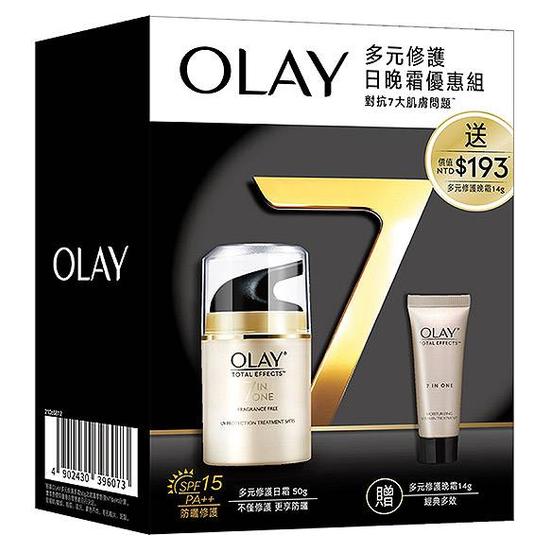 OLAY
多元修護
日晚霜優惠組
對抗7大肌膚問題
送
價值
NTD$193
多元修護晚霜14g
7
OLAY
OLAY
TOTAL EFFECTS
7 IN
ONE
FRAGRANCE FREE
UV PROTECTION TREATMENT SPF15
OLAY
TOTAL EFFECTS
7 IN ONE
MOISTURIZING
SPF15
PA++
防曬修護
多元修護日霜 50g
不僅修護 更享防曬
贈
多元修護晚霜14g
經典多效
4 902430 396073